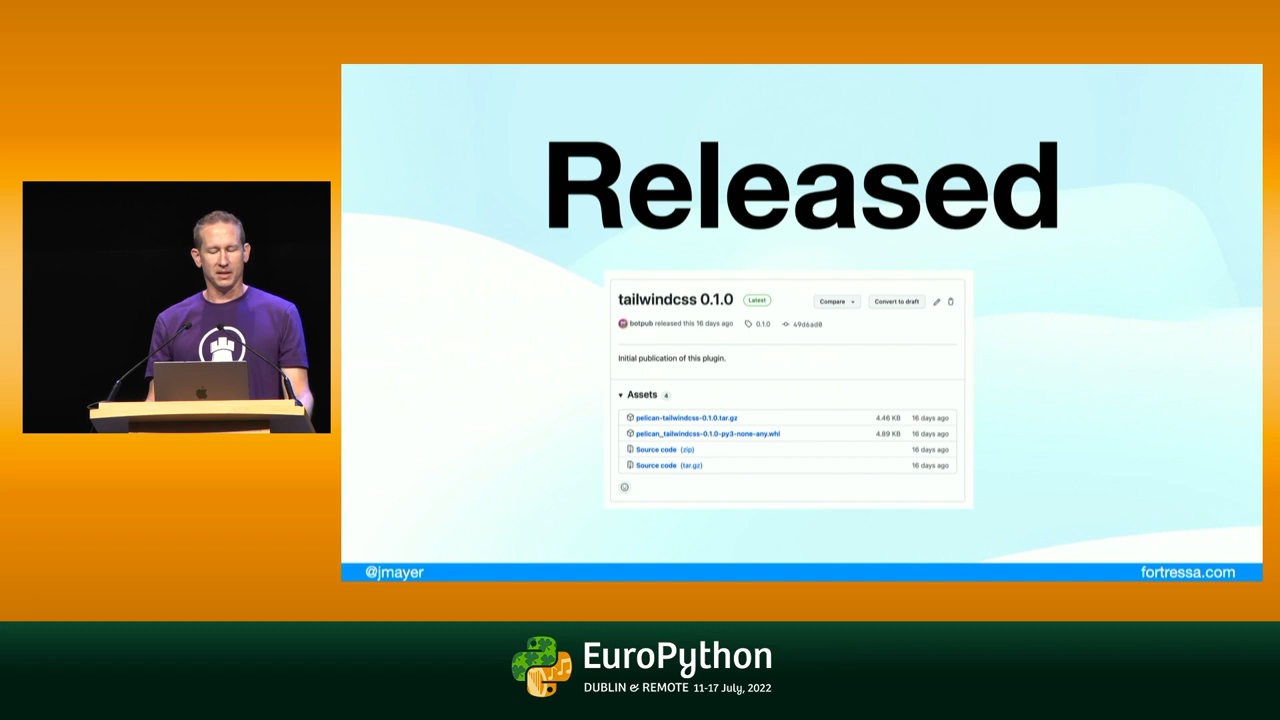 Released
tailwindcss 0.1.0 Latest Compare Convert to draft
botpub released this 16 days ago 0.1.0 49d6ad0
Initial publication of this plugin.
Assets 4
pelican-tailwindcss-0.1.0.tar.gz 4.46 KB 16 days ago
pelican_tailwindcss-0.1.0-py3-none-any.whl 4.89 KB 16 days ago
Source code (zip) 16 days ago
Source code (tar.gz) 16 days ago
@jmayer fortressa.com
EuroPython
DUBLIN & REMOTE 11-17 July, 2022